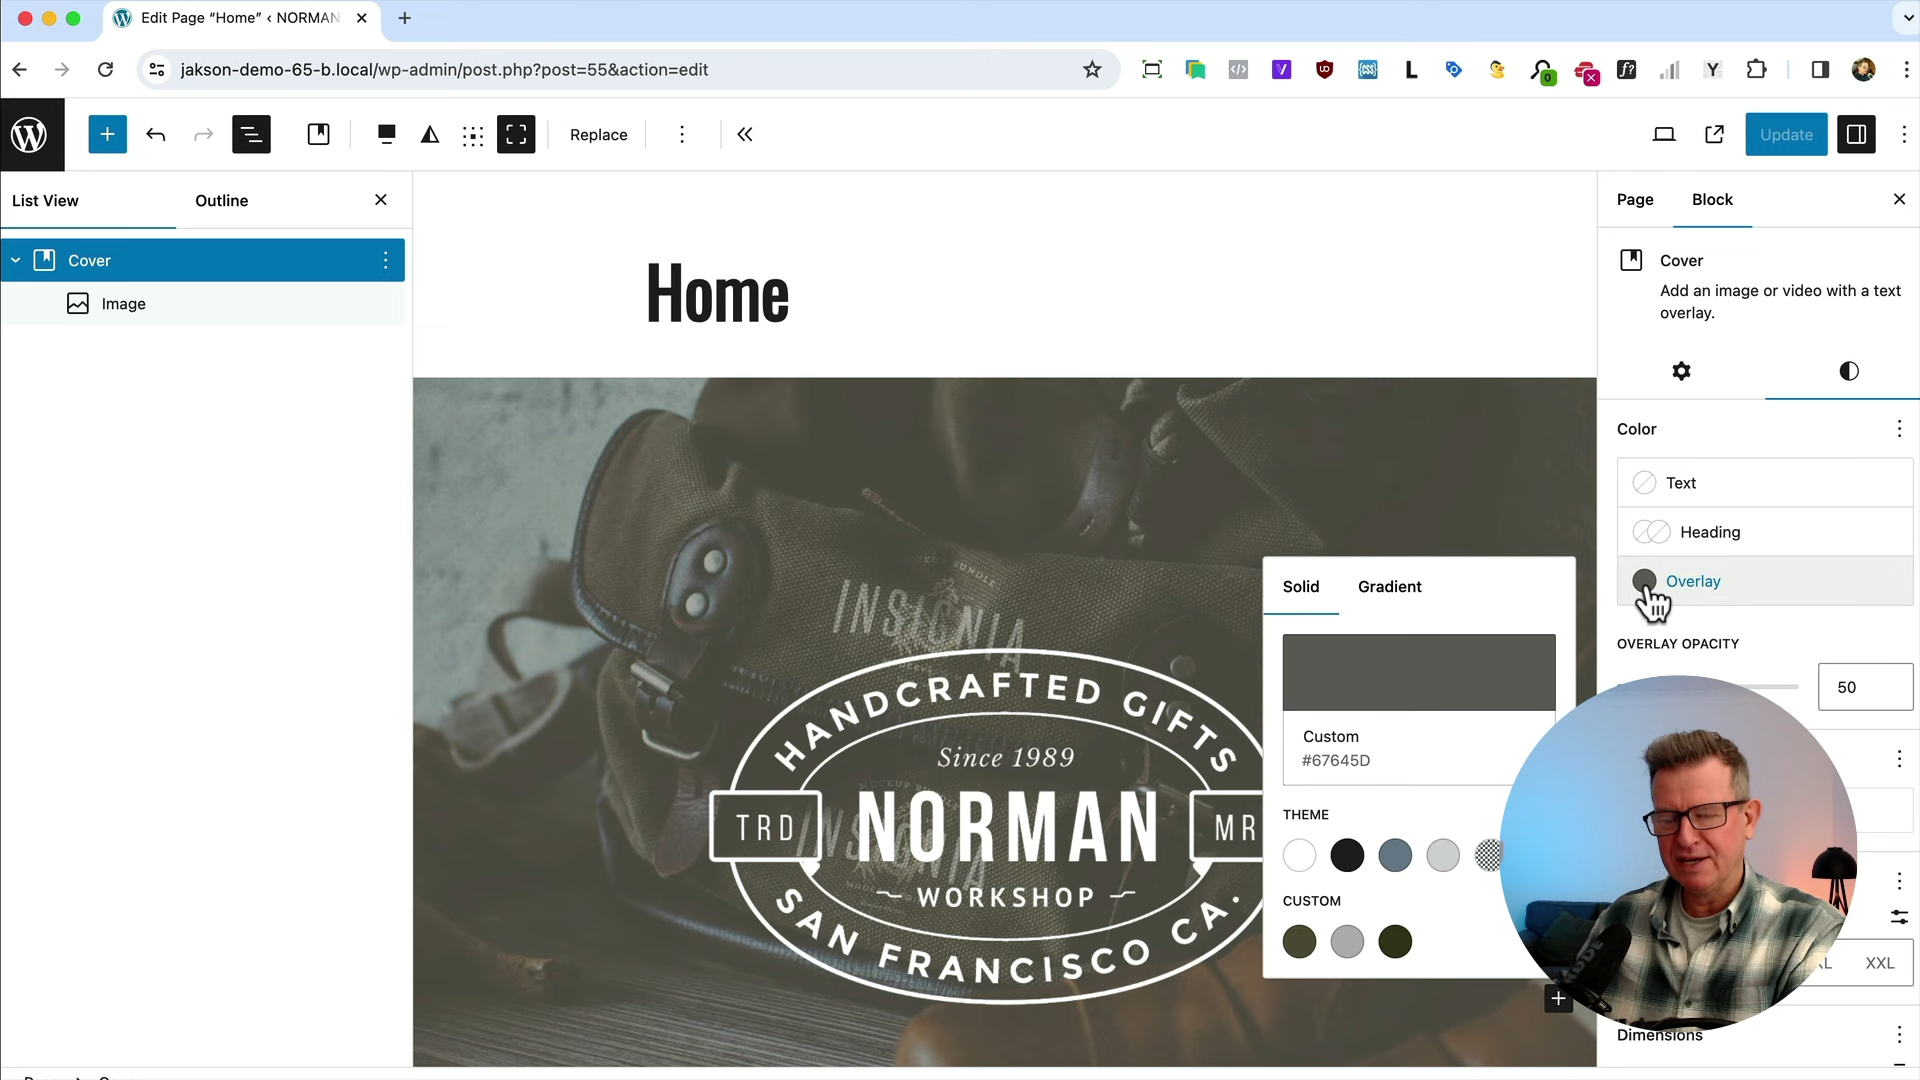 Edit Page “Home” ‹ NORMAN
jakson-demo-65-b.local/wp-admin/post.php?post=55&action=edit
0
Replace
Update
List View
Outline
Cover
Image
Home
INSIGNIA
HANDCRAFTED GIFTS
Since 1989
TRD
NORMAN
MR
WORKSHOP
SAN FRANCISCO CA.
Page
Block
Cover
Add an image or video with a text
overlay.
Color
Text
Heading
Overlay
OVERLAY OPACITY
50
Solid
Gradient
Custom
#67645D
THEME
CUSTOM
XXL
Dimensions